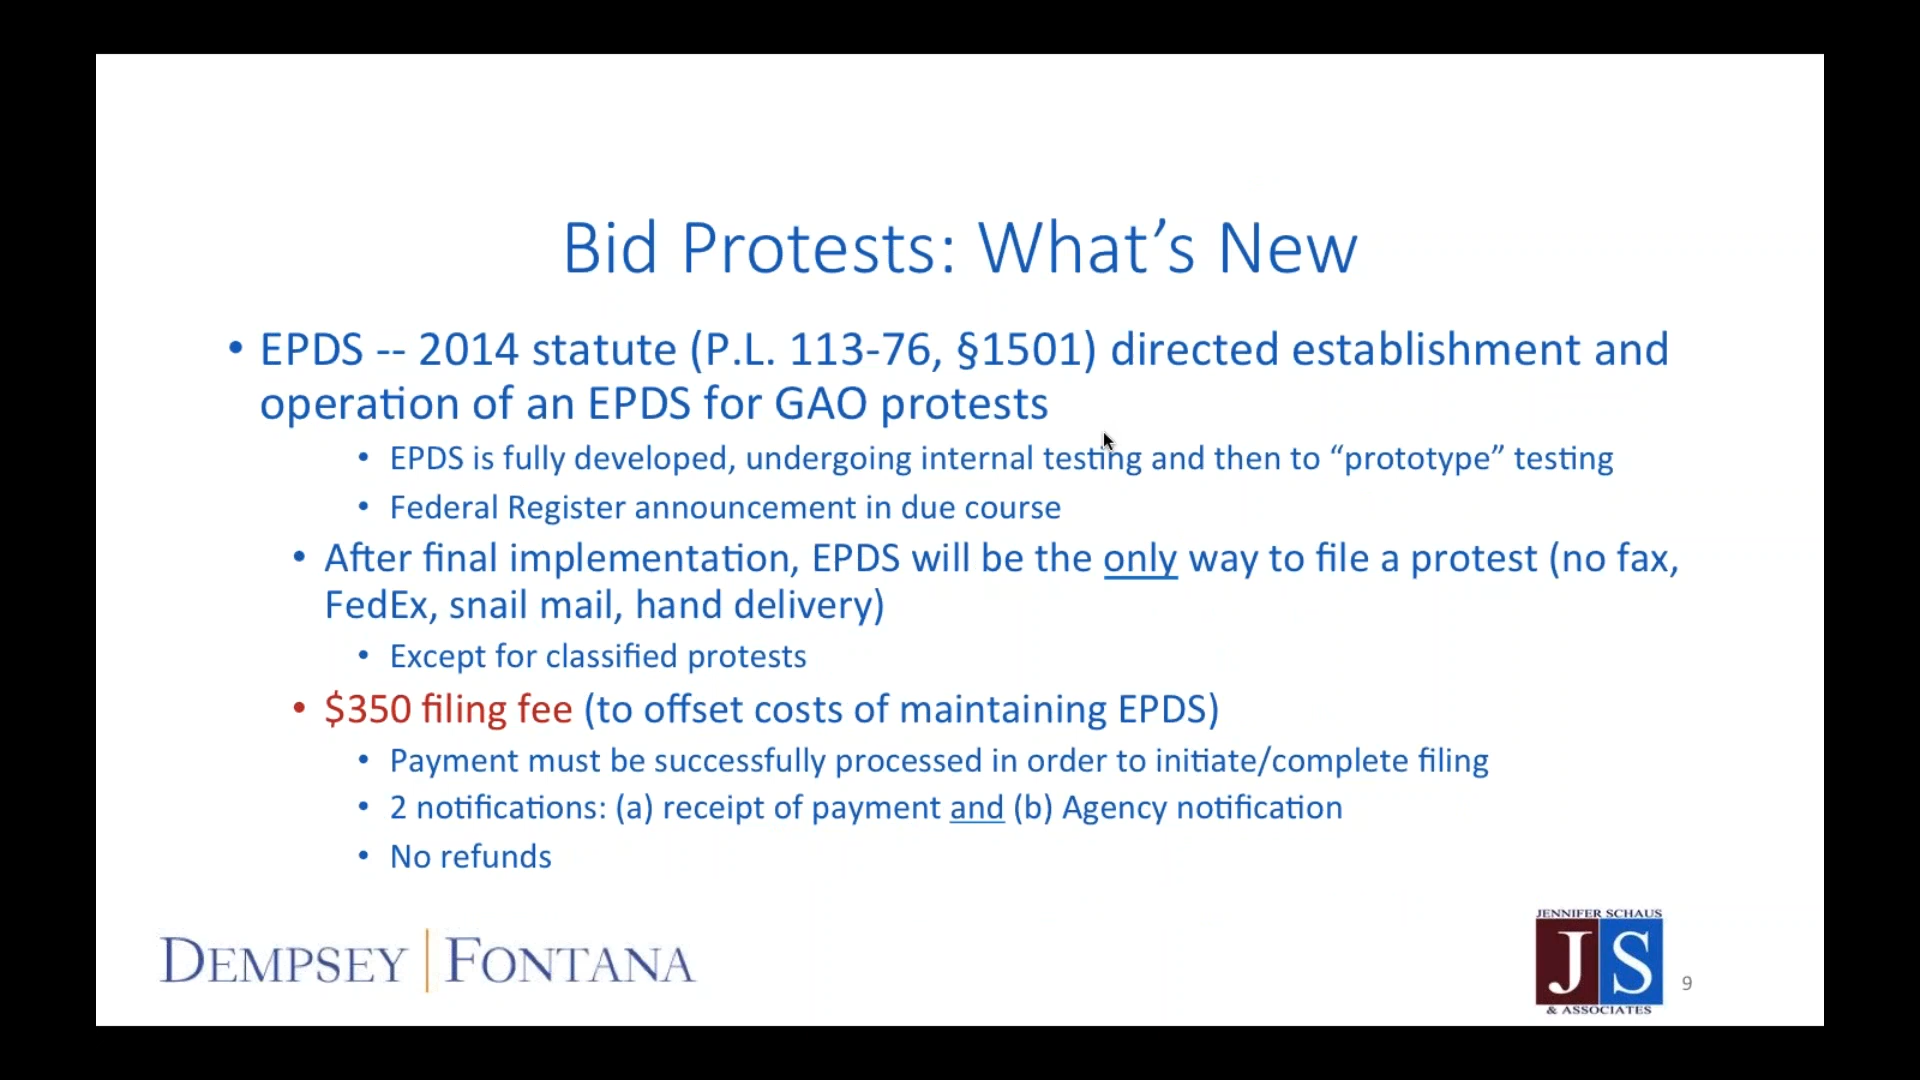 Bid Protests: What’s New
• EPDS -- 2014 statute (P.L. 113-76, §1501) directed establishment and
operation of an EPDS for GAO protests
• EPDS is fully developed, undergoing internal testing and then to “prototype” testing
• Federal Register announcement in due course
• After final implementation, EPDS will be the only way to file a protest (no fax,
FedEx, snail mail, hand delivery)
• Except for classified protests
• $350 filing fee (to offset costs of maintaining EPDS)
• Payment must be successfully processed in order to initiate/complete filing
• 2 notifications: (a) receipt of payment and (b) Agency notification
• No refunds
DEMPSEY | FONTANA
JENNIFER SCHAUS
JS
& ASSOCIATES
9